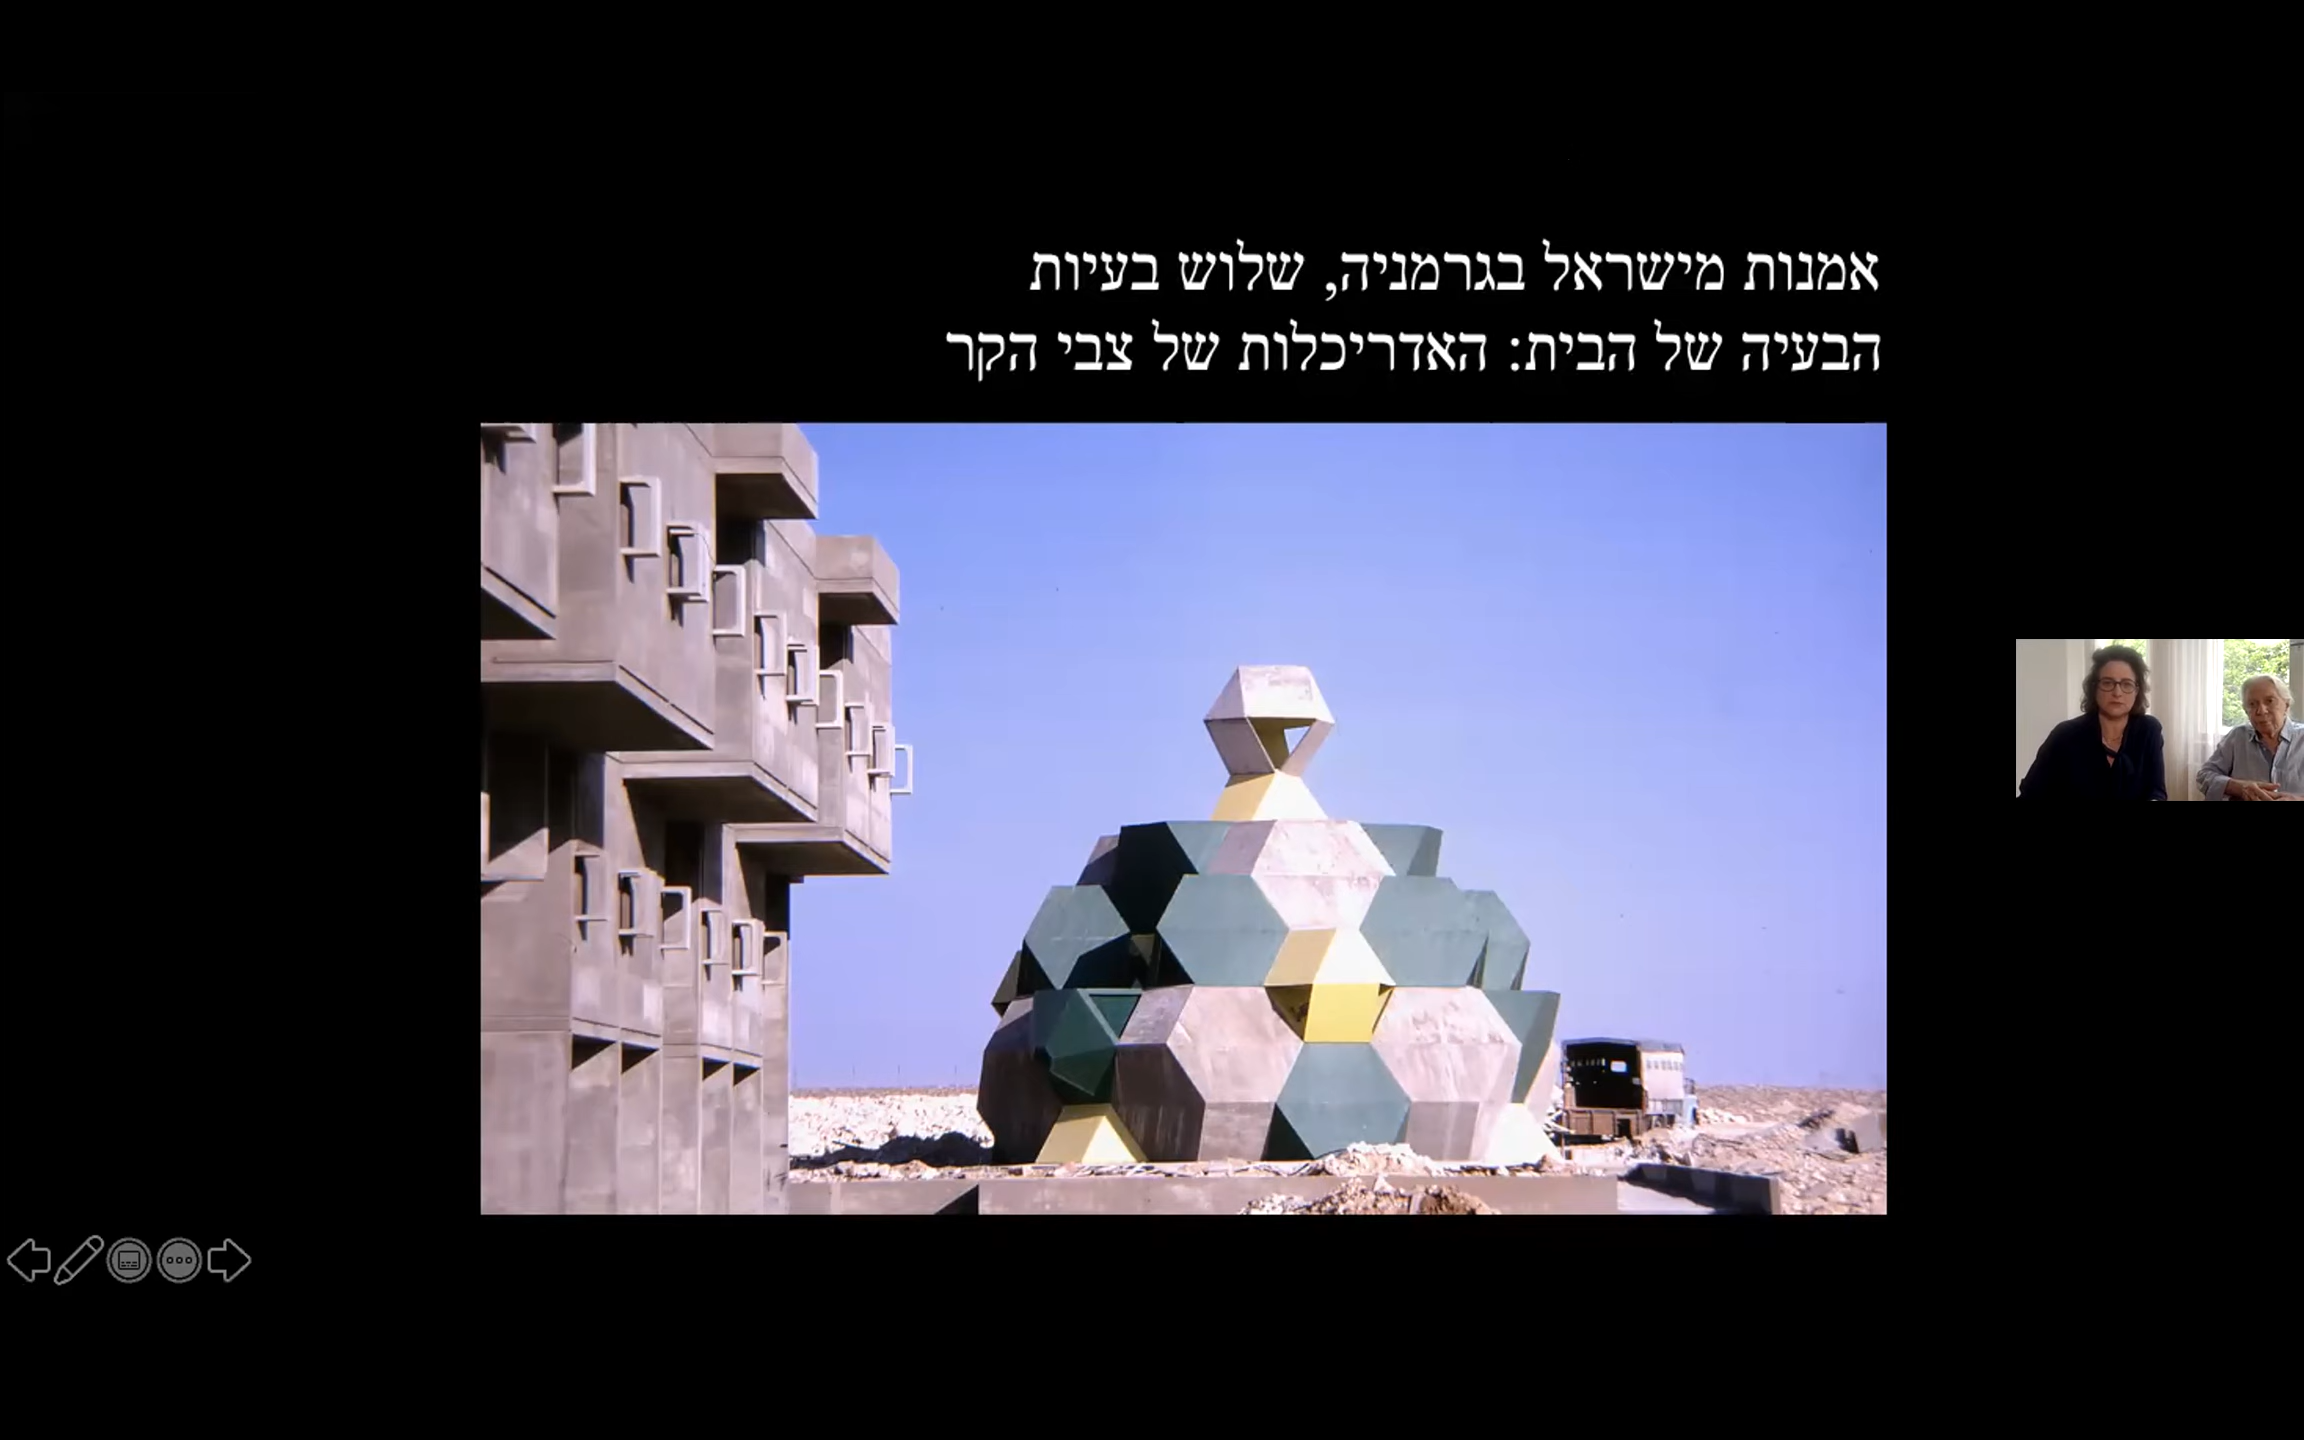 אמנות מישראל בגרמניה, שלוש בעיות
הבעיה של הבית: האדריכלות של צבי הקר